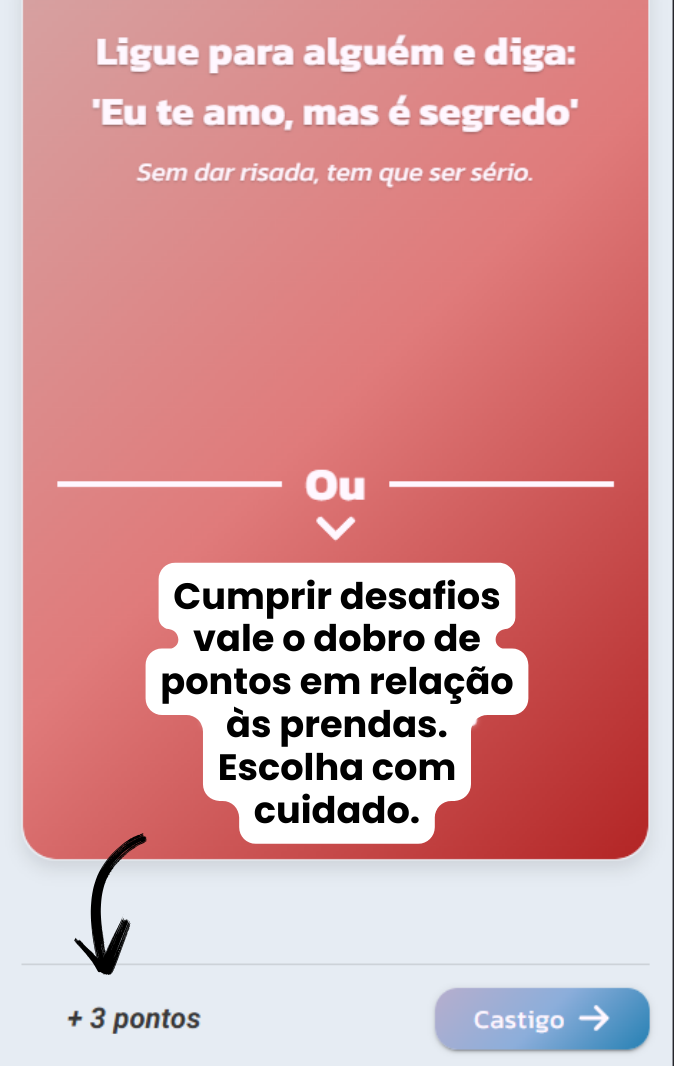 Ligue para alguém e diga:
'Eu te amo, mas é segredo'
Sem dar risada, tem que ser sério.
Ou
Cumprir desafios
vale o dobro de
pontos em relação
às prendas.
Escolha com
cuidado.
+ 3 pontos
Castigo